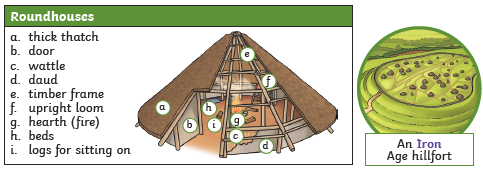 Roundhouses
a. thick thatch
b. door
c. wattle
d. daud
e. timber frame
f. upright loom
g. hearth (fire)
h. beds
i. logs for sitting on
e
f
a
h
g
b
i
c
d
An Iron
Age hillfort